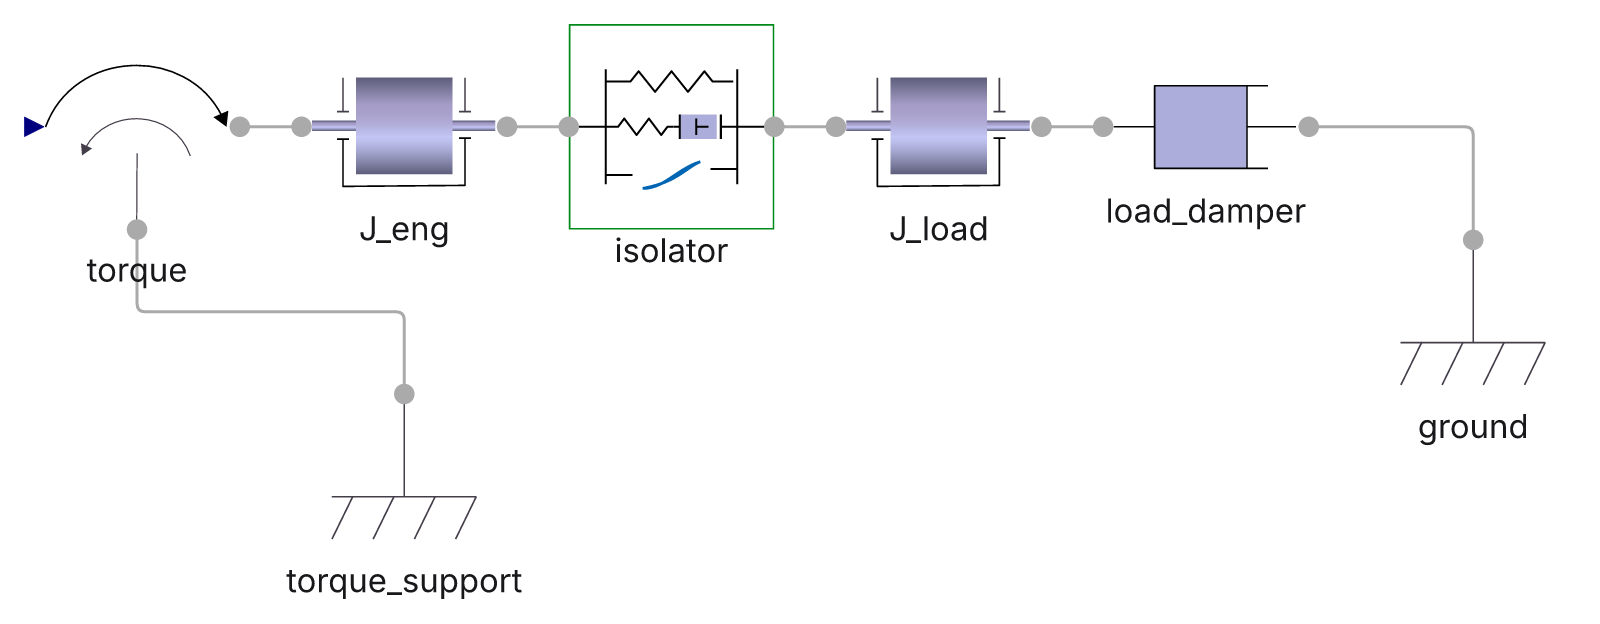 J_eng
isolator
J_load
load_damper
torque
ground
torque_support